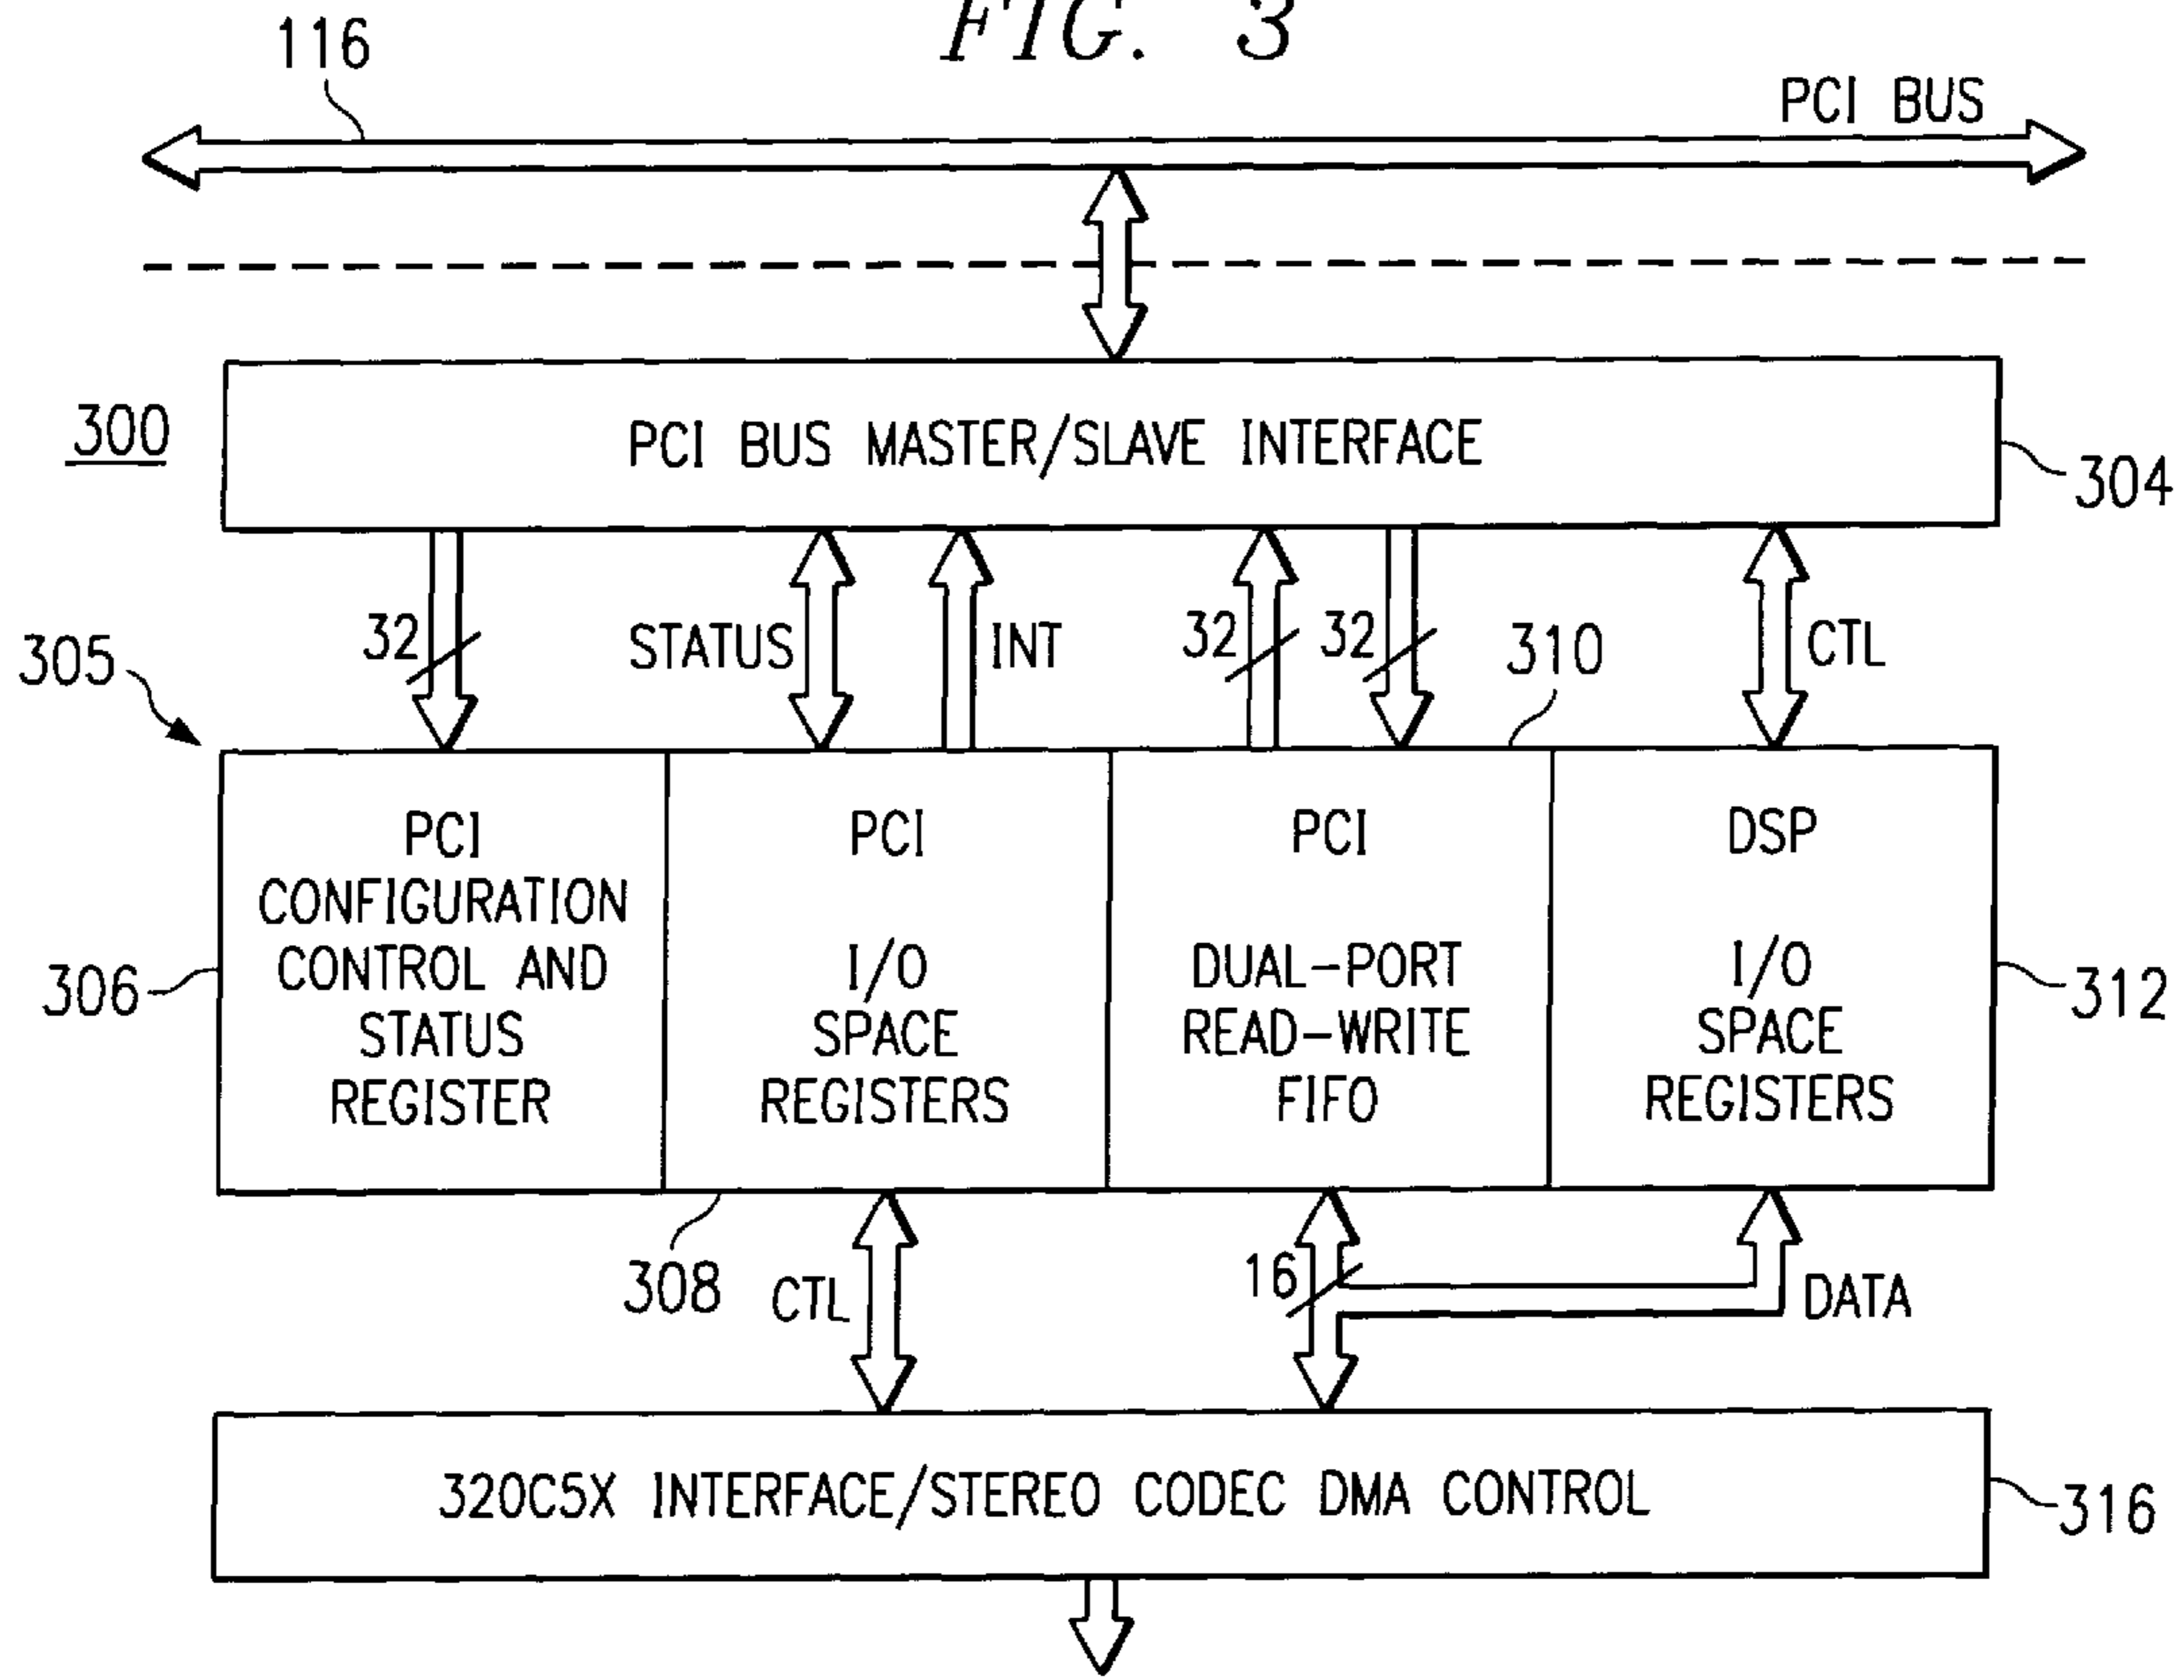 FIG. 3
116
PCI BUS
300
PCI BUS MASTER/SLAVE INTERFACE
304
305
32
STATUS
INT
32
32
310
CTL
306
PCI
CONFIGURATION
CONTROL AND
STATUS
REGISTER
PCI
I/O
SPACE
REGISTERS
PCI
DUAL-PORT
READ-WRITE
FIFO
DSP
I/O
SPACE
REGISTERS
312
308
CTL
16
DATA
320C5X INTERFACE/STEREO CODEC DMA CONTROL
316